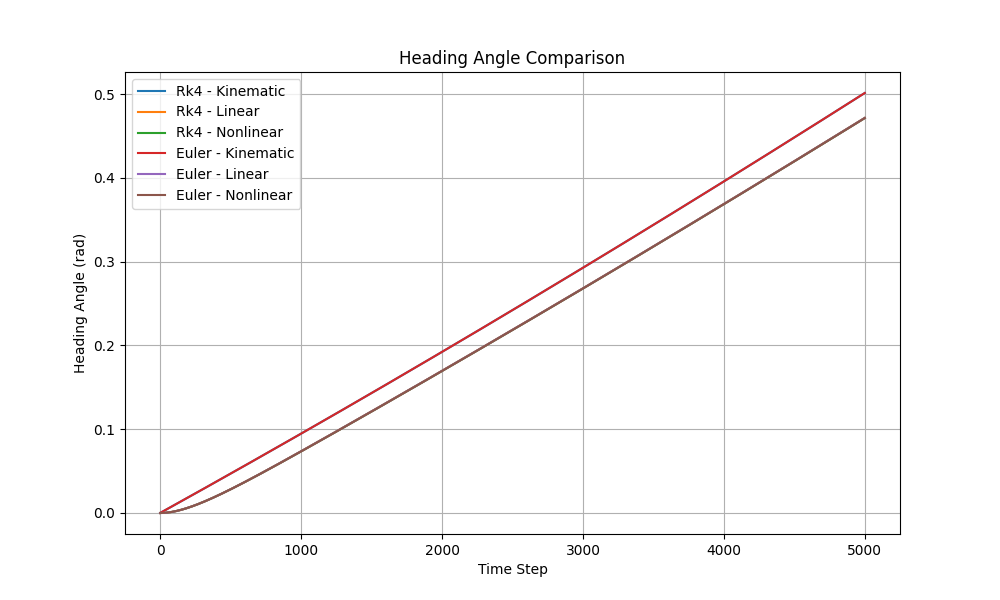 Heading Angle Comparison
Rk4 - Kinematic
Rk4 - Linear
Rk4 - Nonlinear
Euler - Kinematic
Euler - Linear
Euler - Nonlinear
Heading Angle (rad)
0.5
0.4
0.3
0.2
0.1
0.0
0 1000 2000 3000 4000 5000
Time Step